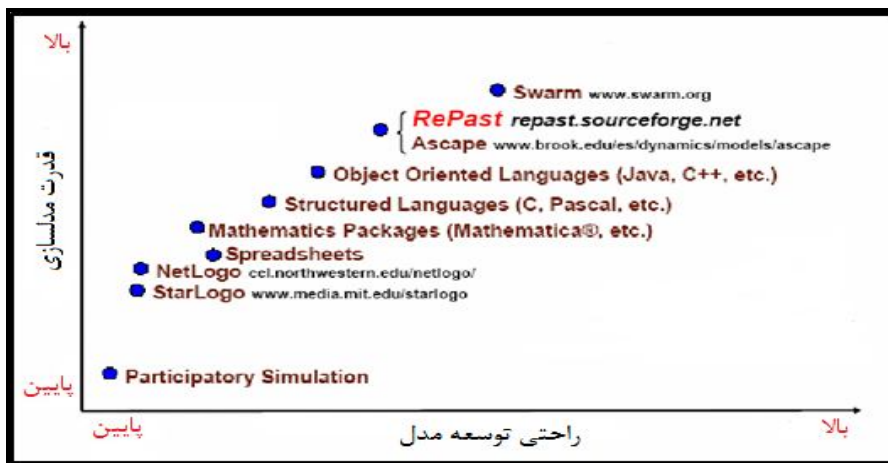 بالا
قدرت مدلسازی
Swarm www.swarm.org
RePast repast.sourceforge.net
Ascape www.brook.edu/es/dynamics/models/ascape
Object Oriented Languages (Java, C++, etc.)
Structured Languages (C, Pascal, etc.)
Mathematics Packages (Mathematica®, etc.)
Spreadsheets
NetLogo ccl.northwestern.edu/netlogo/
StarLogo www.media.mit.edu/starlogo
Participatory Simulation
پایین
پایین
راحتی توسعه مدل
بالا